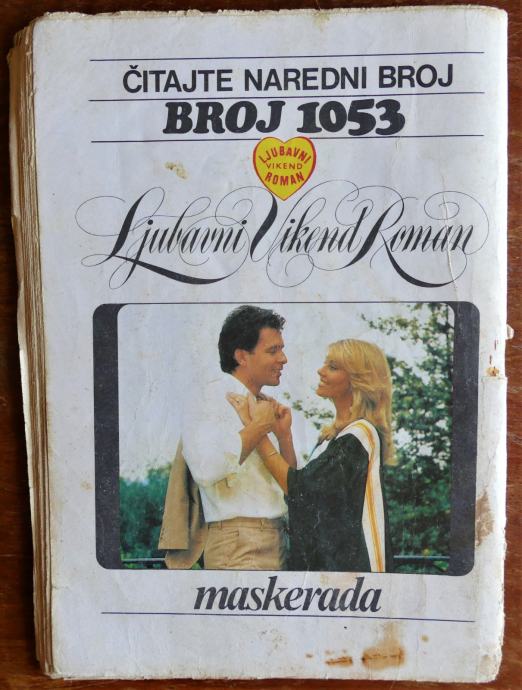 ČITAJTE NAREDNI BROJ
BROJ 1053
LJUBAVNI
VIKEND
ROMAN
Ljubavni Vikend Roman
maskerada